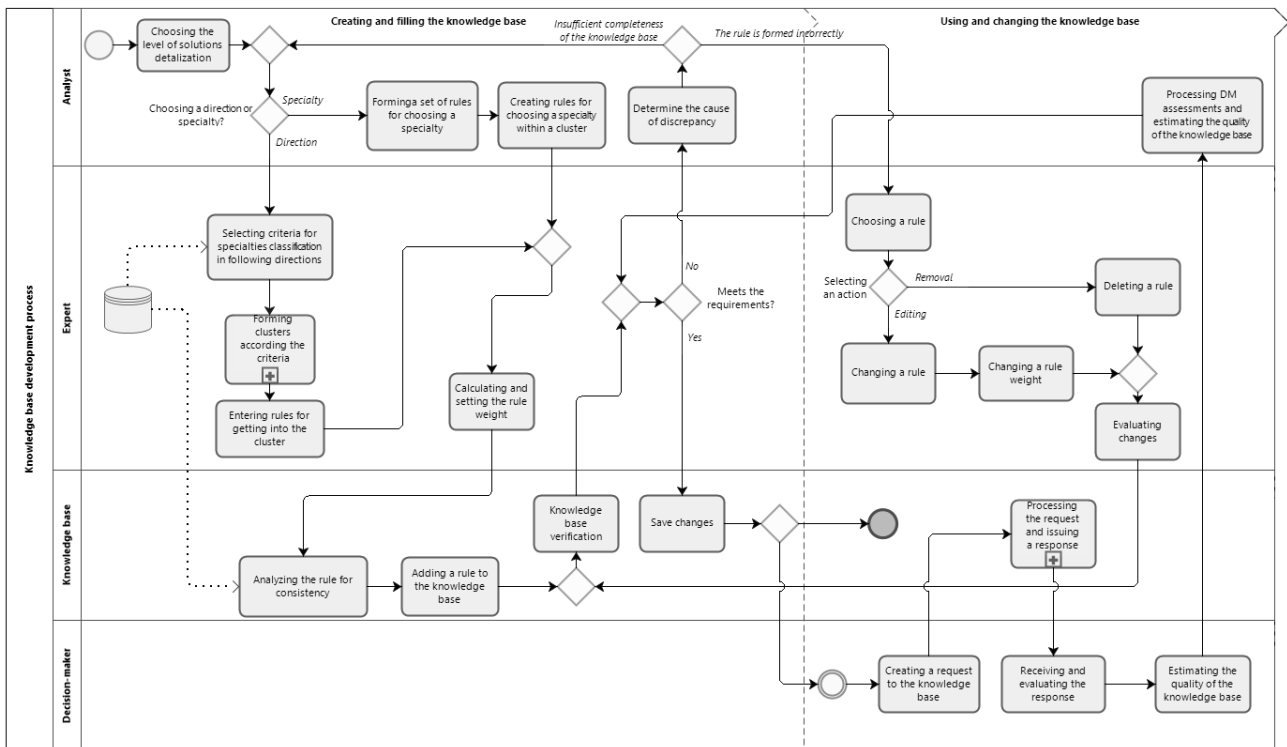 Knowledge base development process
Creating and filling the knowledge base
Using and changing the knowledge base
Analyst
Choosing the
level of solutions
detalization
Insufficient completeness
of the knowledge base
The rule is formed incorrectly
Choosing a direction or
specialty?
Specialty
Direction
Forminga set of rules
for choosing a
specialty
Creating rules for
choosing a specialty
within a cluster
Determine the cause
of discrepancy
Processing DM
assessments and
estimating the quality
of the knowledge base
Expert
Selecting criteria for
specialties classification
in following directions
Forming
clusters
according the
criteria
Entering rules for
getting into the
cluster
Calculating and
setting the rule
weight
No
Meets the
requirements?
Yes
Choosing a rule
Selecting
an action
Removal
Editing
Deleting a rule
Changing a rule
Changing a rule
weight
Evaluating
changes
Knowledge base
Analyzing the rule for
consistency
Adding a rule to
the knowledge
base
Knowledge
base
verification
Save changes
Processing
the request
and issuing
a response
Decision-maker
Creating a request
to the knowledge
base
Receiving and
evaluating the
response
Estimating the
quality of the
knowledge base